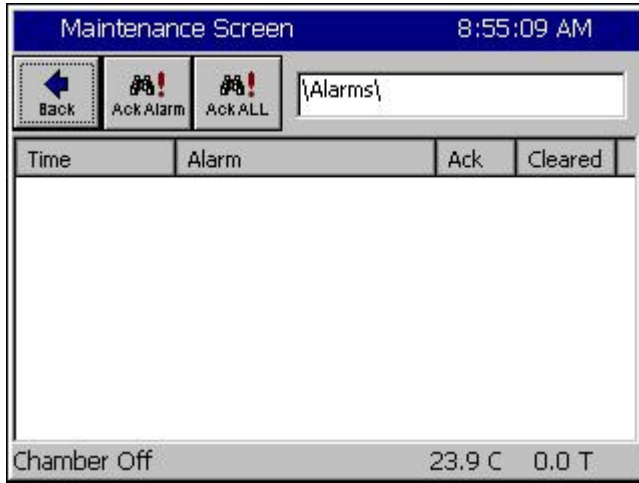 Maintenance Screen 8:55:09 AM
Back Ack Alarm Ack ALL \Alarms\
Time Alarm Ack Cleared
Chamber Off 23.9 C 0.0 T